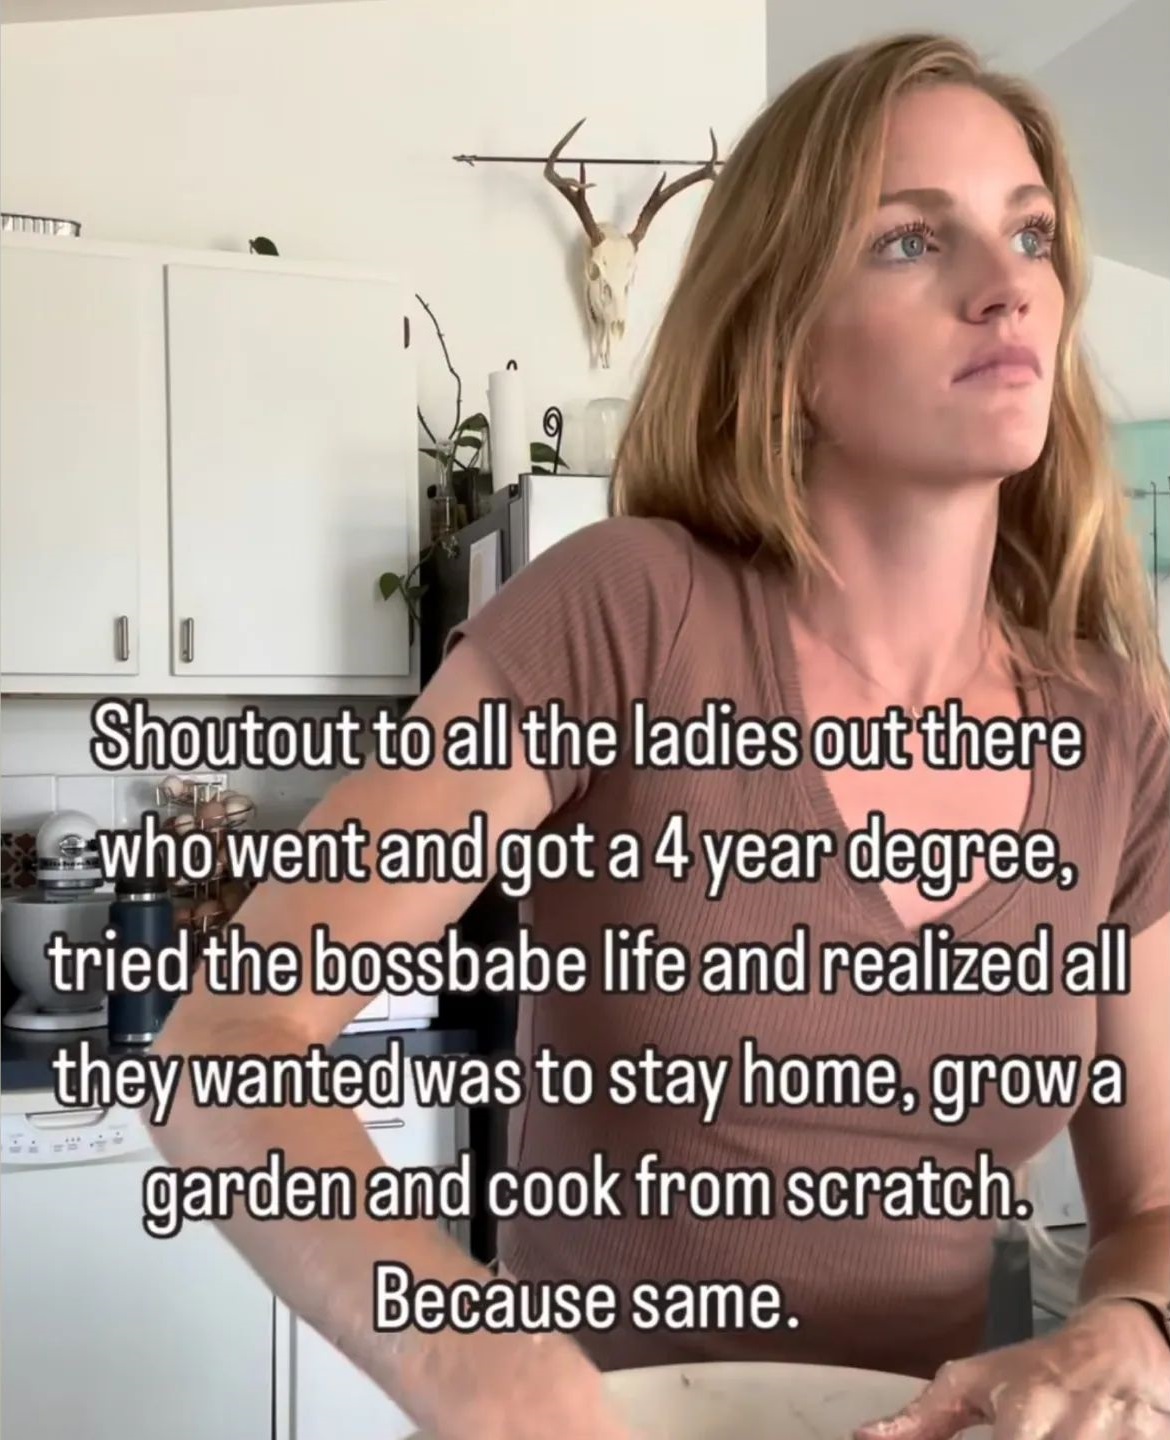 Shoutout to all the ladies out there
who went and got a 4 year degree,
tried the bossbabe life and realized all
they wanted was to stay home, grow a
garden and cook from scratch.
Because same.